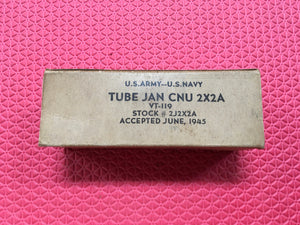 U.S.ARMY—U.S.NAVY
TUBE JAN CNU 2X2A
VT-119
STOCK # 2J2X2A
ACCEPTED JUNE, 1945